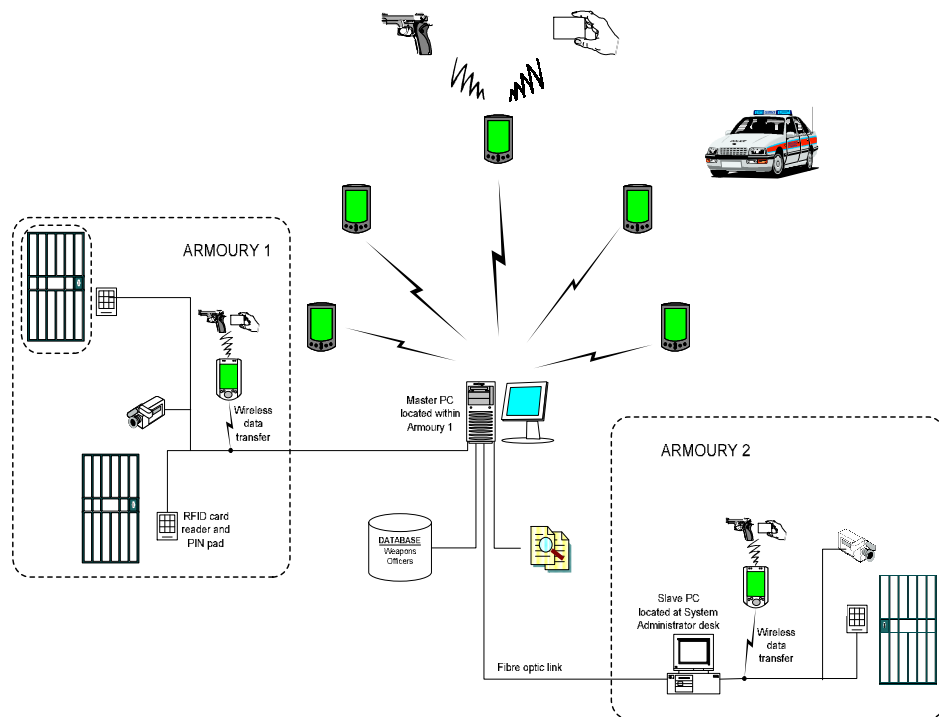 ARMOURY 1
Wireless
data
transfer
RFID card
reader and
PIN pad
Master PC
located within
Armoury 1
DATABASE
Weapons
Officers
ARMOURY 2
Slave PC
located at System
Administrator desk
Wireless
data
transfer
Fibre optic link